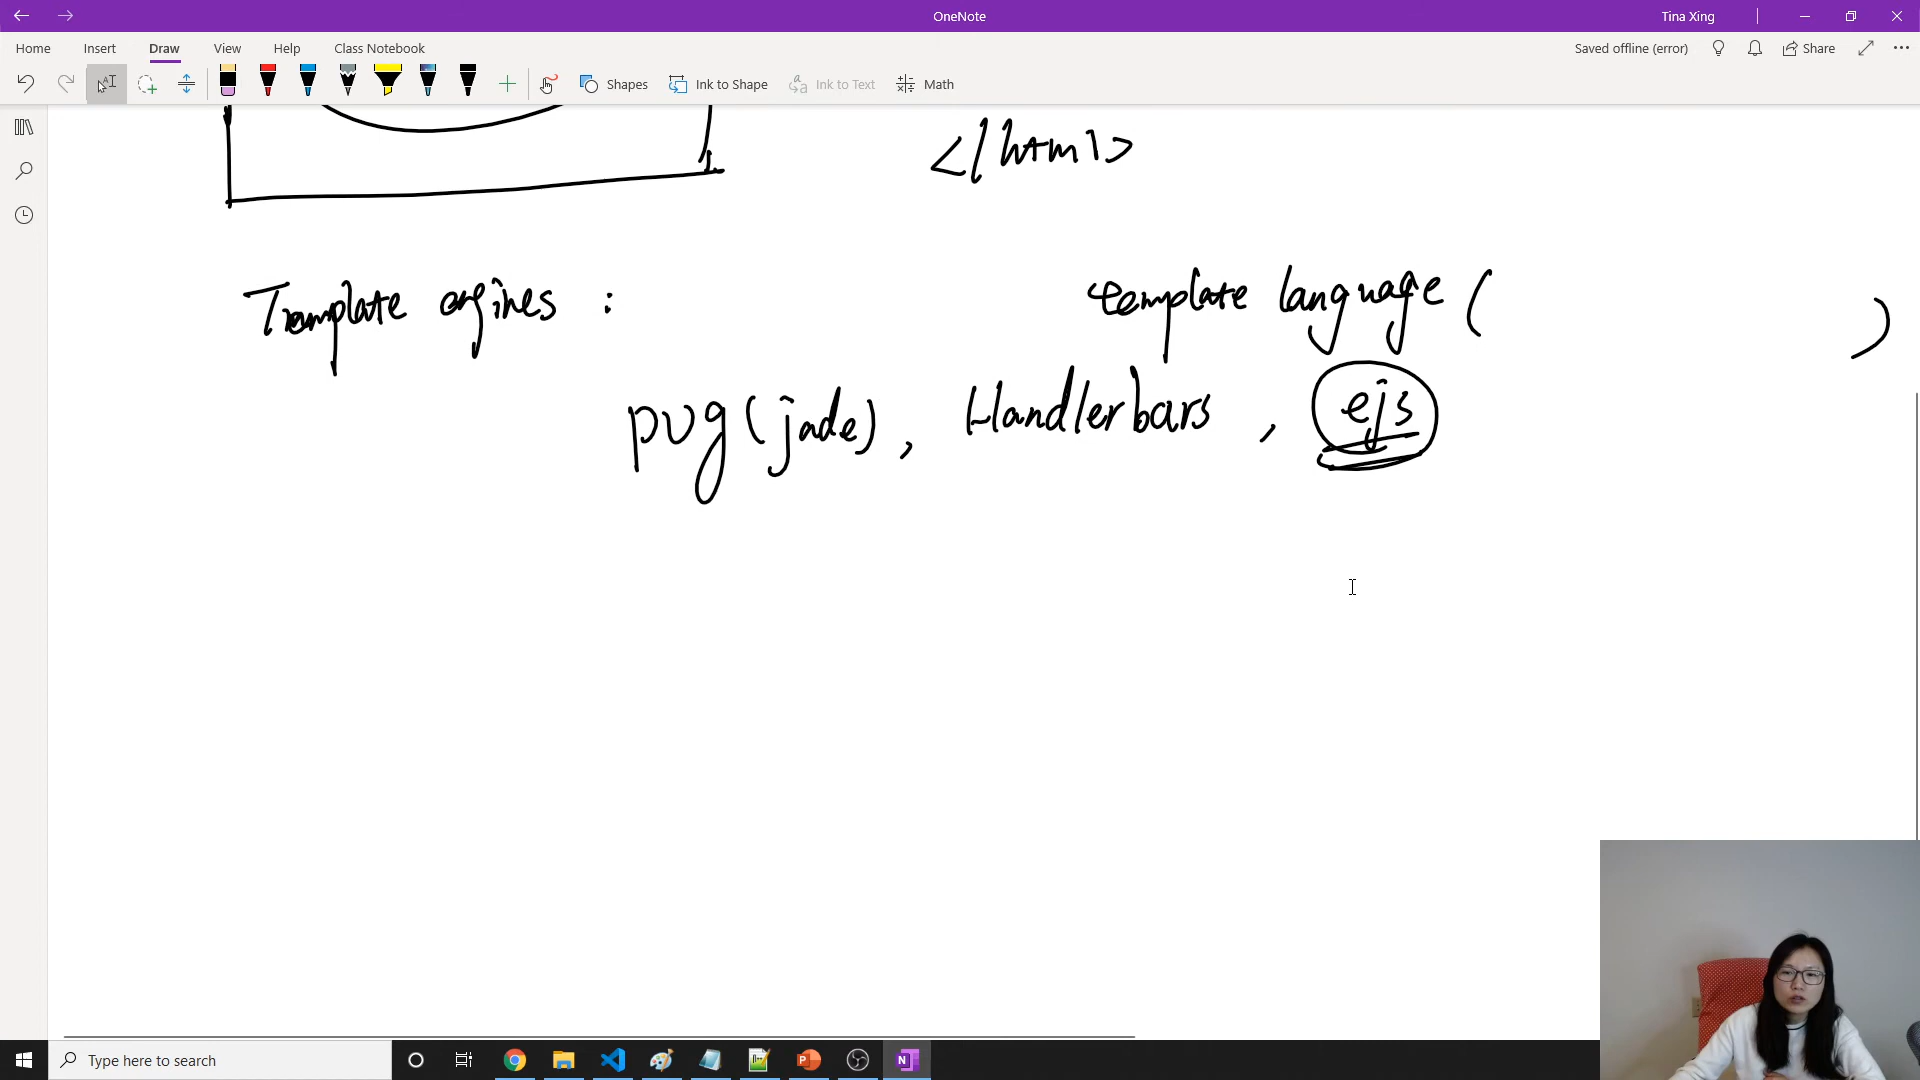 OneNote
Tina Xing
Home Insert Draw View Help Class Notebook
Saved offline (error)
Share
Shapes
Ink to Shape
Ink to Text
Math
</html>
Template engines :
template language ( )
pug (jade) , Handlerbars , ejs
Type here to search